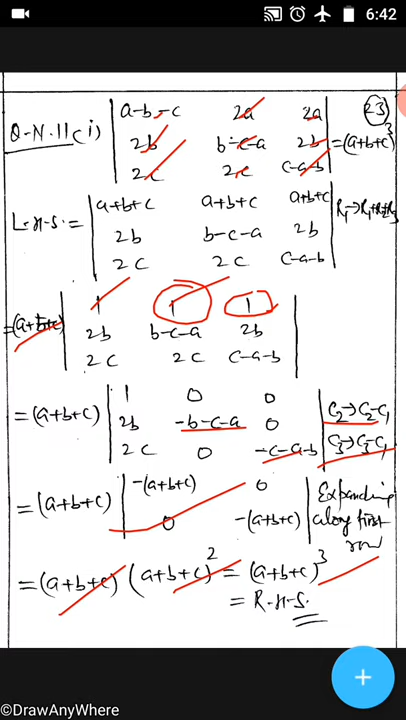 6:42
23
Q.N.11(i) | a-b-c 2a 2a |
| 2b b-c-a 2b | = (a+b+c)³
| 2c 2c c-a-b |
L.H.S. = | a+b+c a+b+c a+b+c | R₁→R₁+R₂+R₃
| 2b b-c-a 2b |
| 2c 2c c-a-b |
= (a+b+c) | 1 1 1 |
| 2b b-c-a 2b |
| 2c 2c c-a-b |
= (a+b+c) | 1 0 0 |
| 2b -b-c-a 0 | C₂→C₂-C₁
| 2c 0 -c-a-b | C₃→C₃-C₁
= (a+b+c) | -(a+b+c) 0 | Expanding
| 0 -(a+b+c) | along first
row
= (a+b+c) (a+b+c)² = (a+b+c)³
= R.H.S.
©DrawAnyWhere